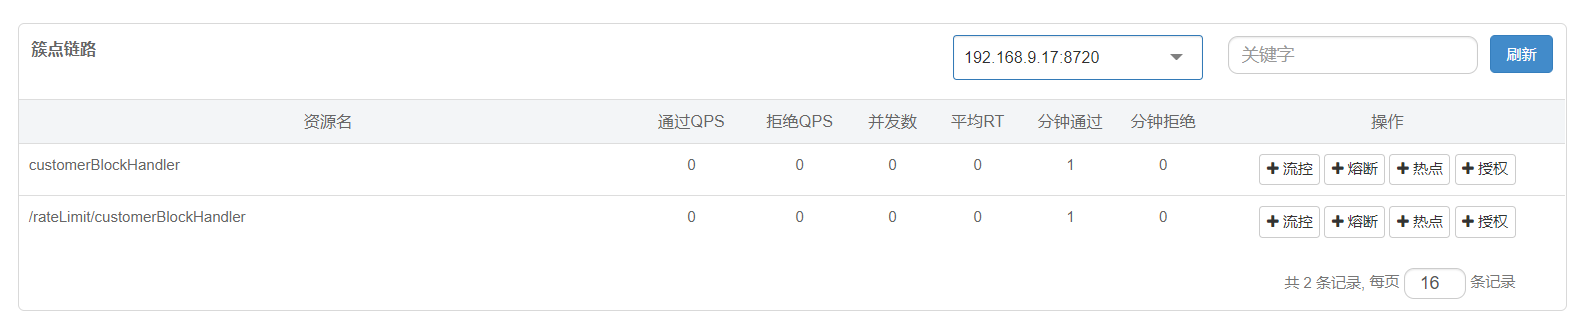 簇点链路 192.168.9.17:8720 关键字 刷新
资源名 通过QPS 拒绝QPS 并发数 平均RT 分钟通过 分钟拒绝 操作
customerBlockHandler 0 0 0 0 1 0 +流控 +熔断 +热点 +授权
/rateLimit/customerBlockHandler 0 0 0 0 1 0 +流控 +熔断 +热点 +授权
共 2 条记录, 每页 16 条记录